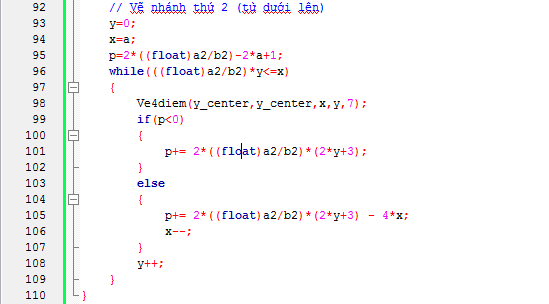 92 // Vẽ nhánh thứ 2 (từ dưới lên)
93 y=0;
94 x=a;
95 p=2*((float)a2/b2)-2*a+1;
96 while(((float)a2/b2)*y<=x)
97 {
98 Ve4diem(y_center,y_center,x,y,7);
99 if(p<0)
100 {
101 p+= 2*((float)a2/b2)*(2*y+3);
102 }
103 else
104 {
105 p+= 2*((float)a2/b2)*(2*y+3) - 4*x;
106 x--;
107 }
108 y++;
109 }
110 }